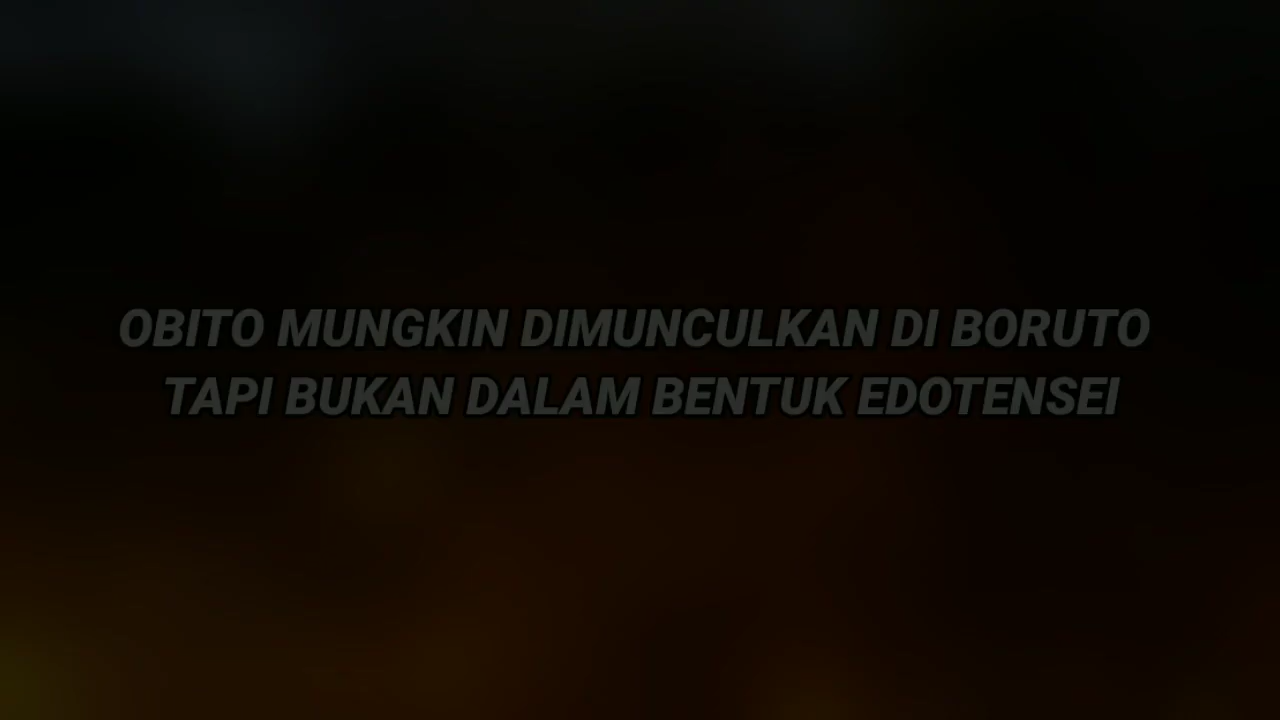 OBITO MUNGKIN DIMUNCULKAN DI BORUTO
TAPI BUKAN DALAM BENTUK EDOTENSEI